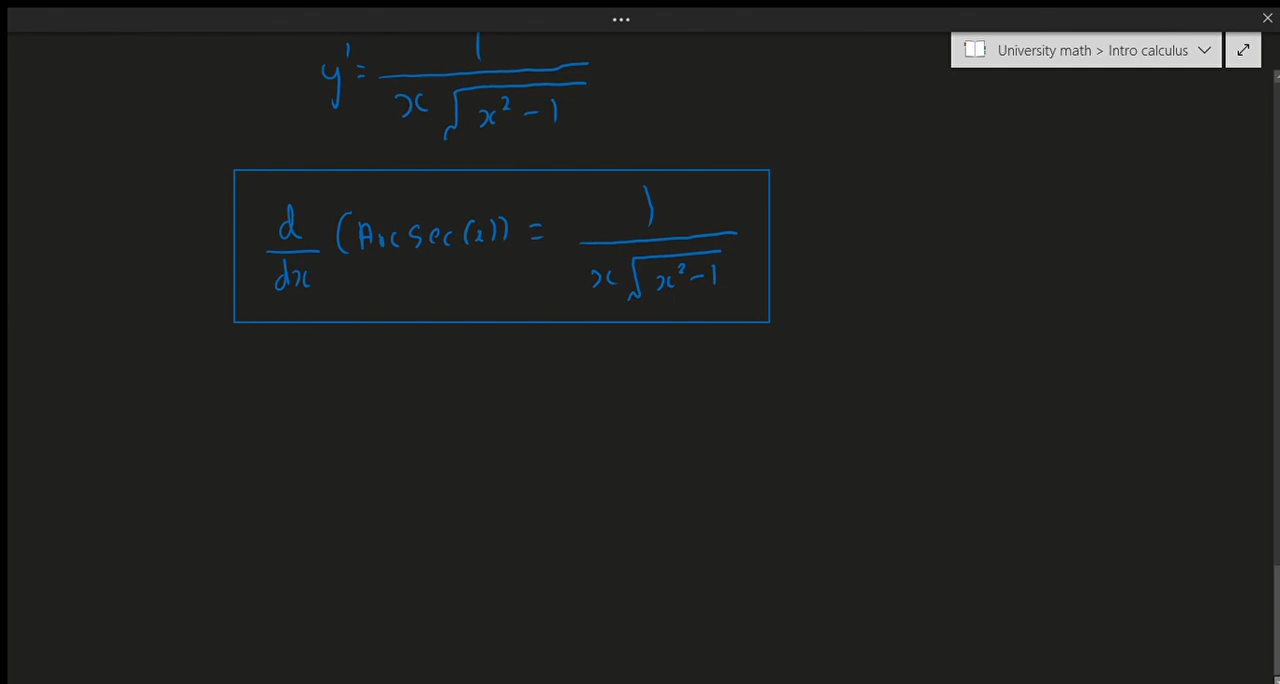 University math > Intro calculus
y' = 1 / (x √(x² - 1))
d/dx (Arcsec(x)) = 1 / (x √(x² - 1))